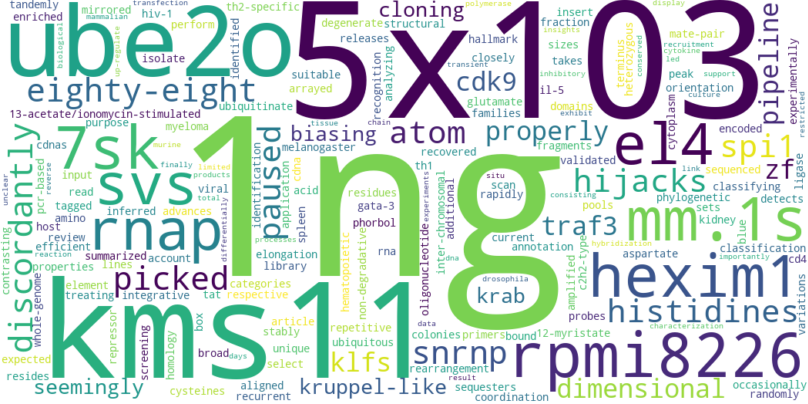 tandemly
enriched
mirrored
hiv-1
transfection
mammalian
biological
up-regulate
perform
th2-specific
isolate
ube2o
identified
5x103
cloning
degenerate
structural
fraction
releases
hallmark
sizes
recognition
analyzing
suitable
closely
arrayed
takes
families
cdk9
glutamate
insert
mate-pair
peak
orientation
il-5
terminus
heterozygous
domains
polymerase
display
insights
cytokine
led
inhibitory
conserved
recruitment
transient
support
culture
chain
tissue
exhibit
restricted
pipeline
experimentally
eighty-eight
13-acetate/ionomycin-stimulated
ubiquitinate
purpose
myeloma
cdnas
pcr-based
input
read
viral
tagged
host
amino
review
inferred
advances
efficient
account
properties
lines
summarized
whole-genome
contrasting
discordantly
7sk
svs
rnap
paused
identification
application
cdna
library
acid
elongation
picked
biasing
atom
properly
melanogaster
th1
fragments
recovered
families
validated
spleen
gata-3
phorbol
residues
kidney
scan
rapidly
inter-chromosomal
additional
current
annotation
oligonucleotide
experiments
rna
1ng
el4
spi1
zf
cytoplasm
encoded
ligase
sequenced
classifying
detects
phylogenetic
sets
blue
cd4
pools
c2h2-type
amplified
classification
aspartate
variations
traf3
hijacks
mm.1s
hexim1
histidines
krab
drosophila
situ
link
dna
hybridization
importantly
characterization
12-myristate
primers
bound
probes
kms11
klfs
snrnp
rpmi8226
dimensional
kruppel-like
seemingly
cysteines
aligned
recurrent
resides
expected
repressor
treating
element
integrative
respective
categories
tat
box
homology
screening
broad
days
stably
repetitive
article
unique
select
ubiquitous
colonies
rearrangement
sequesters
coordination
data
result
occasionally
randomly
non-degradative
hematopoietic
differentially
processes
total
products
limited
murine
finally
reverse
reaction
unclear
consisting